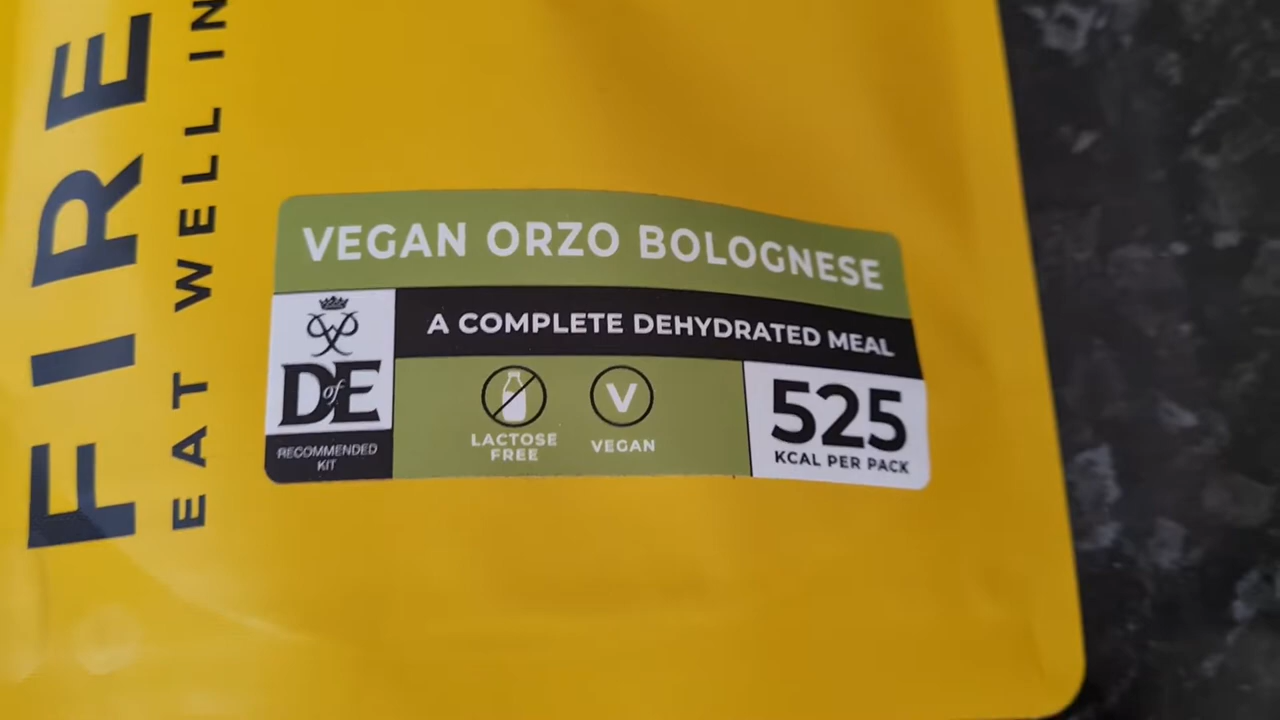 FIRE
EAT WELL IN
VEGAN ORZO BOLOGNESE
A COMPLETE DEHYDRATED MEAL
DofE
RECOMMENDED
KIT
LACTOSE
FREE
V
VEGAN
525
KCAL PER PACK